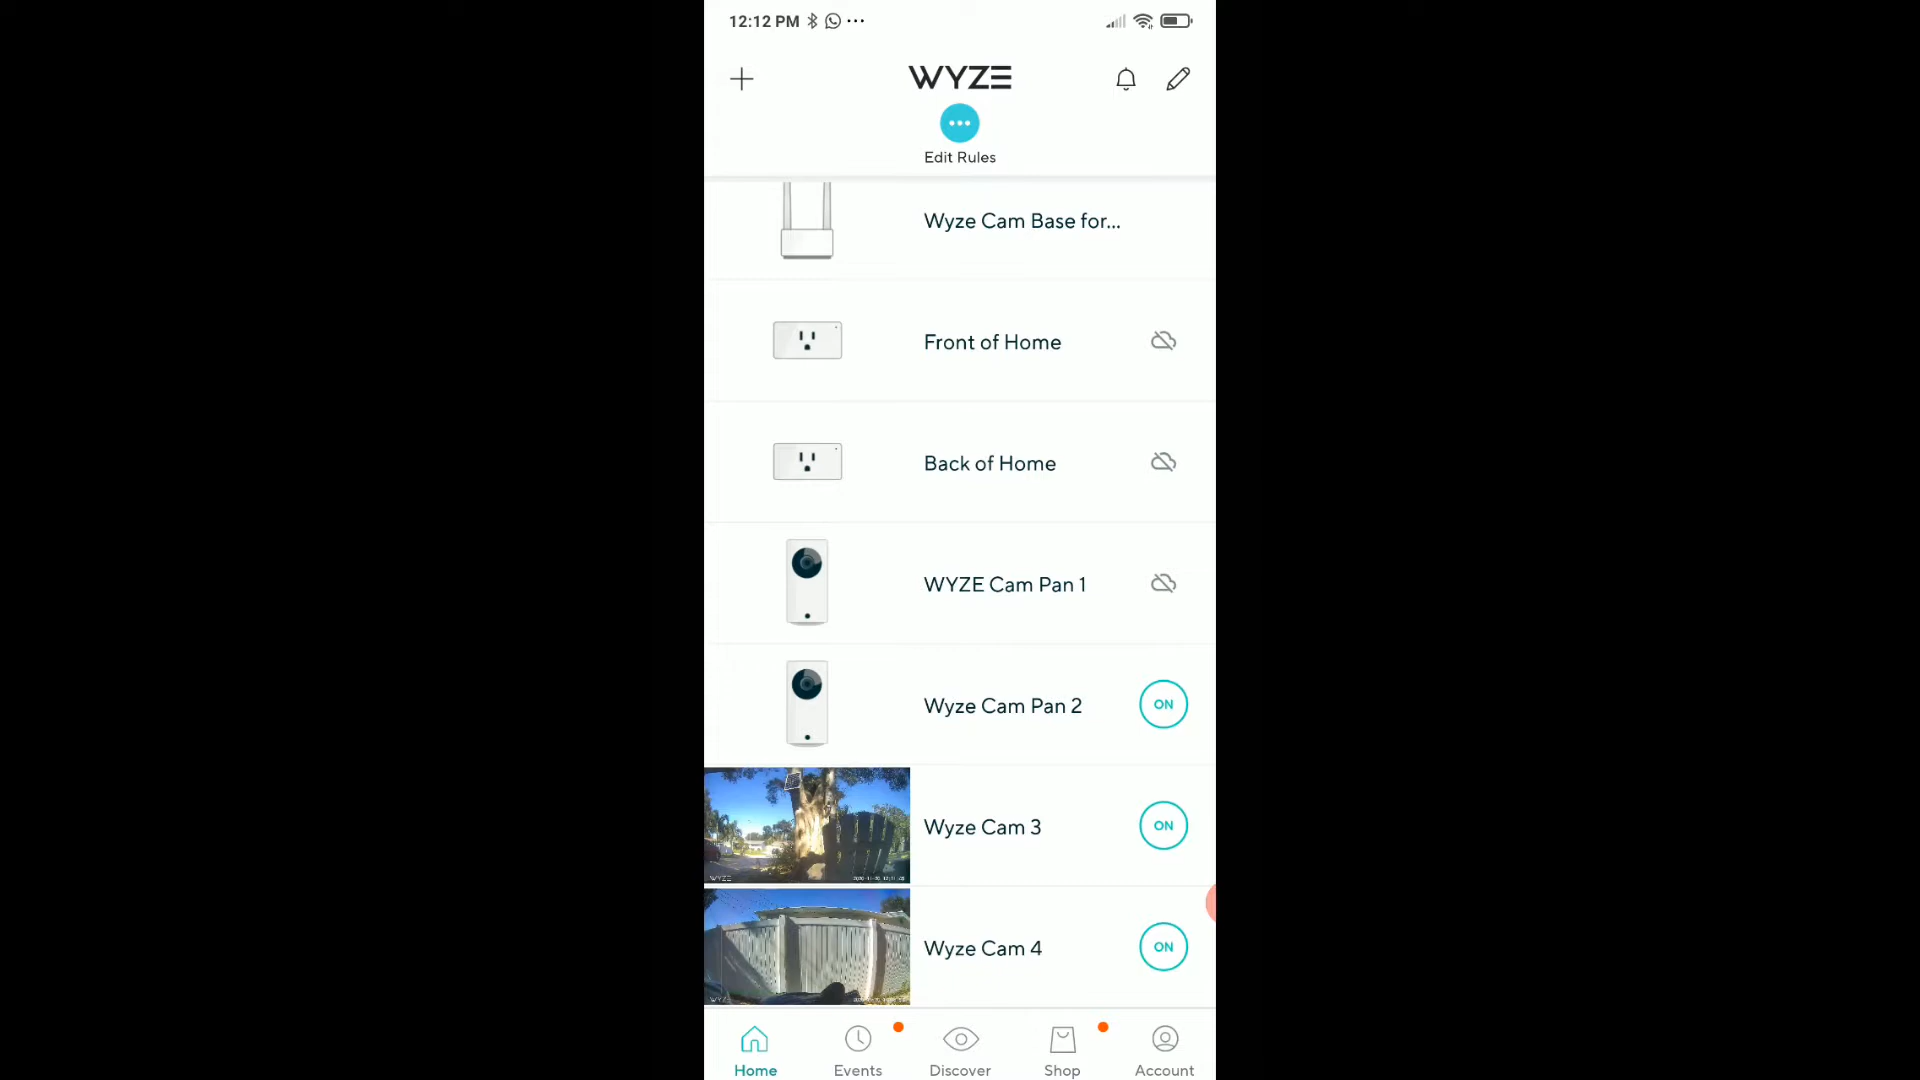 12:12 PM
WYZE
Edit Rules
Wyze Cam Base for...
Front of Home
Back of Home
WYZE Cam Pan 1
Wyze Cam Pan 2
ON
Wyze Cam 3
ON
WYZE
Wyze Cam 4
ON
WYZE
Home
Events
Discover
Shop
Account